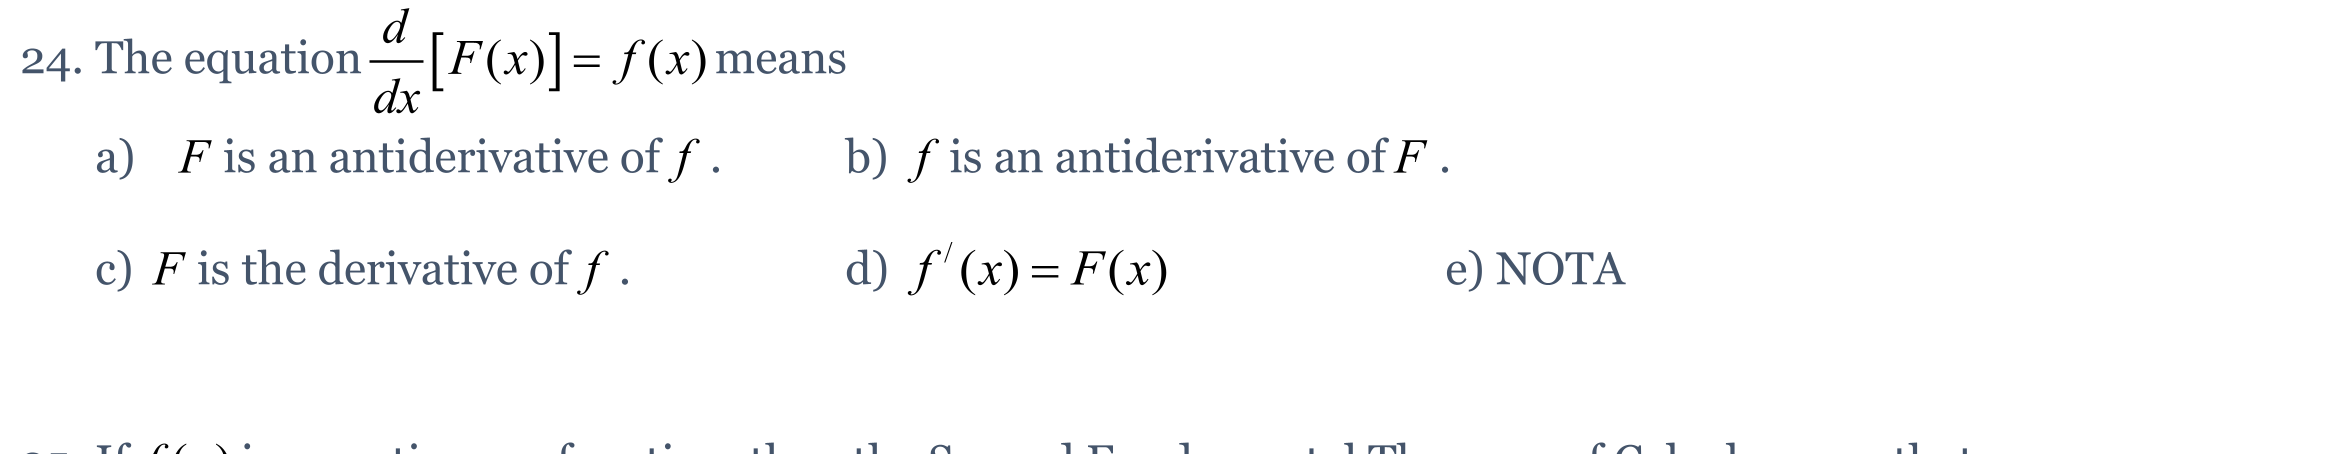 24. The equation d/dx [F(x)] = f(x) means
a) F is an antiderivative of f . b) f is an antiderivative of F .
c) F is the derivative of f . d) f′(x) = F(x) e) NOTA